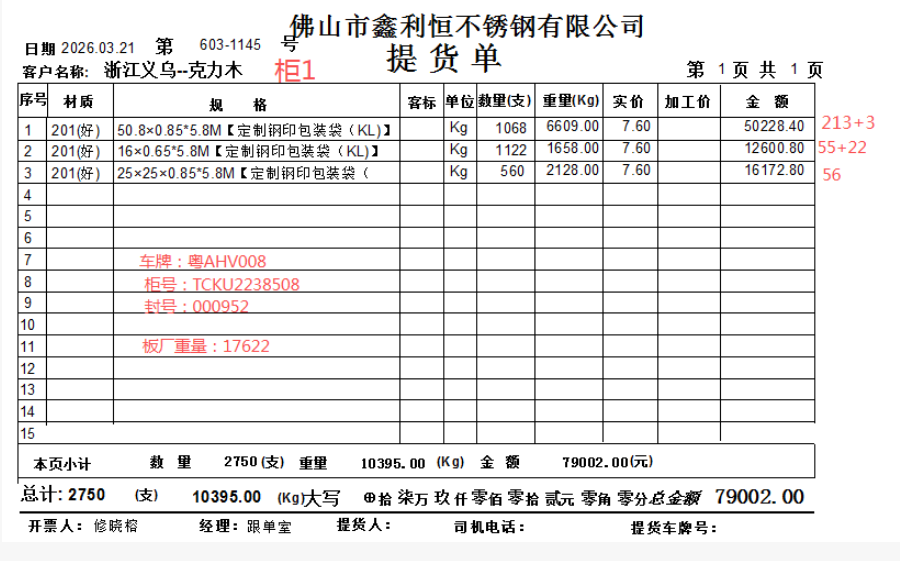 佛山市鑫利恒不锈钢有限公司
日期 2026.03.21 第 603-1145 号
提货单
客户名称: 浙江义乌--克力木 柜1 第 1 页 共 1 页
序号 材质 规 格 客标 单位 数量(支) 重量(Kg) 实价 加工价 金 额
1 201(好) 50.8×0.85*5.8M【定制钢印包装袋（KL)】 Kg 1068 6609.00 7.60 50228.40 213+3
2 201(好) 16×0.65*5.8M【定制钢印包装袋（KL)】 Kg 1122 1658.00 7.60 12600.80 55+22
3 201(好) 25×25×0.85*5.8M【定制钢印包装袋（ Kg 560 2128.00 7.60 16172.80 56
4
5
6
7 车牌：粤AHV008
8 柜号：TCKU2238508
9 封号：000952
10
11 板厂重量：17622
12
13
14
15
本页小计 数 量 2750(支) 重量 10395.00 (Kg) 金 额 79002.00(元)
总计: 2750 (支) 10395.00 (Kg)大写 ⊕拾 柒万 玖仟 零佰 零拾 贰元 零角 零分总金额 79002.00
开票人: 修晓榕 经理: 跟单室 提货人: 司机电话: 提货车牌号: